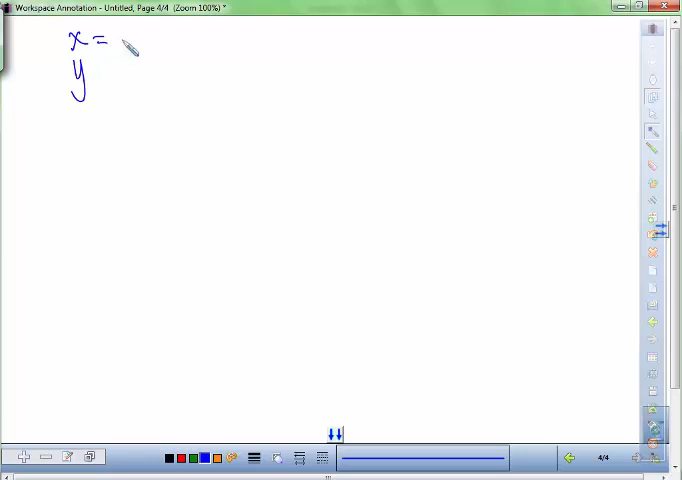 Workspace Annotation - Untitled, Page 4/4 (Zoom 100%) *
x =
y
4/4